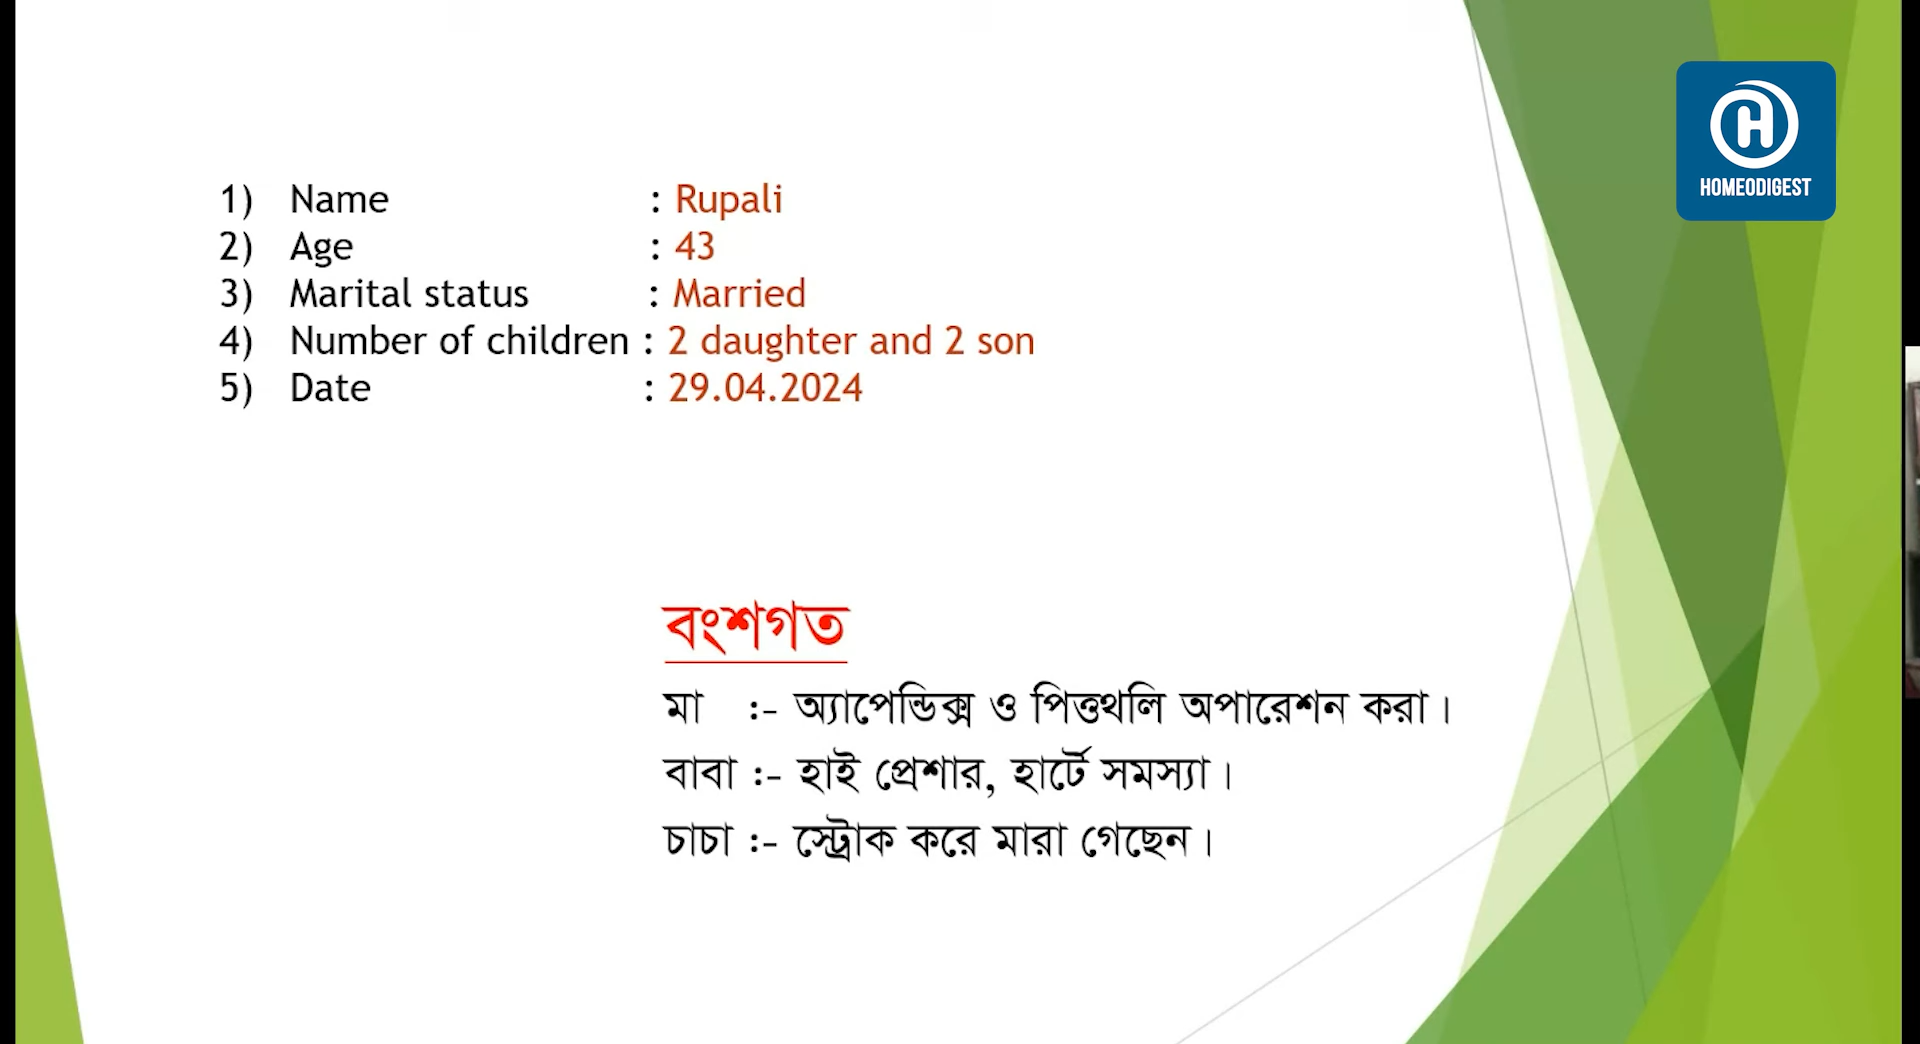 HOMEODIGEST
1) Name : Rupali
2) Age : 43
3) Marital status : Married
4) Number of children : 2 daughter and 2 son
5) Date : 29.04.2024
বংশগত
মা :- অ্যাপেন্ডিক্স ও পিত্তথলি অপারেশন করা।
বাবা :- হাই প্রেশার, হার্টে সমস্যা।
চাচা :- স্ট্রোক করে মারা গেছেন।